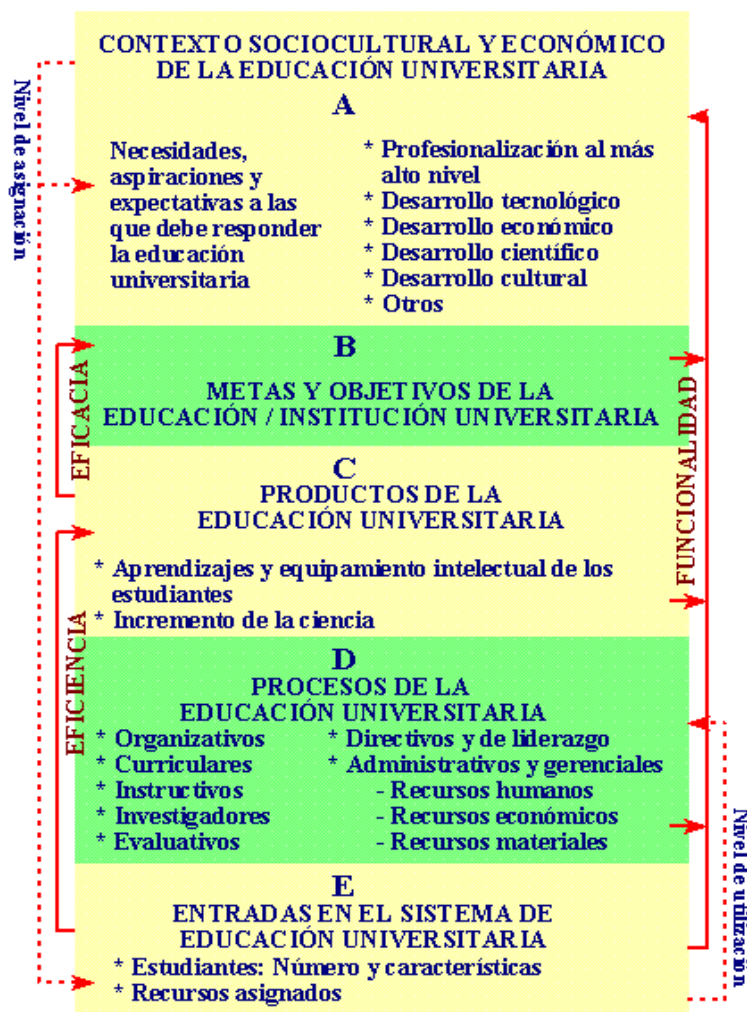 CONTEXTO SOCIOCULTURAL Y ECONÓMICO
DE LA EDUCACIÓN UNIVERSITARIA
A
Necesidades,
aspiraciones y
expectativas a las
que debe responder
la educación
universitaria
* Profesionalización al más
alto nivel
* Desarrollo tecnológico
* Desarrollo económico
* Desarrollo científico
* Desarrollo cultural
* Otros
Nivel de asignación
B
METAS Y OBJETIVOS DE LA
EDUCACIÓN / INSTITUCIÓN UNIVERSITARIA
EFICACIA
FUNCIONALIDAD
C
PRODUCTOS DE LA
EDUCACIÓN UNIVERSITARIA
* Aprendizajes y equipamiento intelectual de los
estudiantes
* Incremento de la ciencia
EFICIENCIA
D
PROCESOS DE LA
EDUCACIÓN UNIVERSITARIA
* Organizativos
* Curriculares
* Instructivos
* Investigadores
* Evaluativos
* Directivos y de liderazgo
* Administrativos y gerenciales
- Recursos humanos
- Recursos económicos
- Recursos materiales
Nivel de utilización
E
ENTRADAS EN EL SISTEMA DE
EDUCACIÓN UNIVERSITARIA
* Estudiantes: Número y características
* Recursos asignados